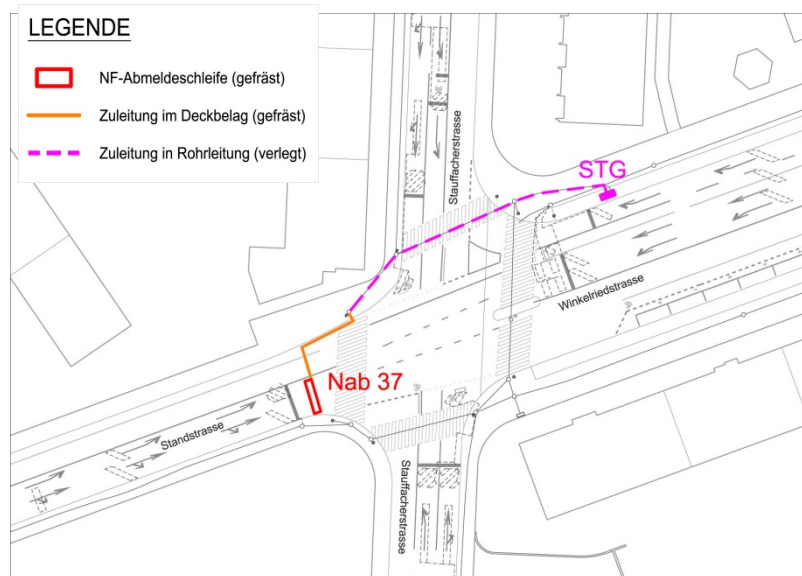 LEGENDE
NF-Abmeldeschleife (gefräst)
Zuleitung im Deckbelag (gefräst)
Zuleitung in Rohrleitung (verlegt)
Stauffacherstrasse
STG
Winkelriedstrasse
Nab 37
Standstrasse
Stauffacherstrasse